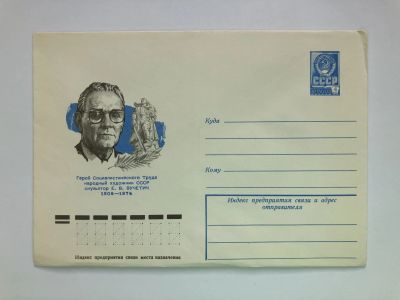 СССР
Куда
Герой Социалистического Труда
народный художник СССР
скульптор Е. В. ВУЧЕТИЧ
1908–1974
Кому
Индекс предприятия связи и адрес
отправителя
Индекс предприятия связи места назначения